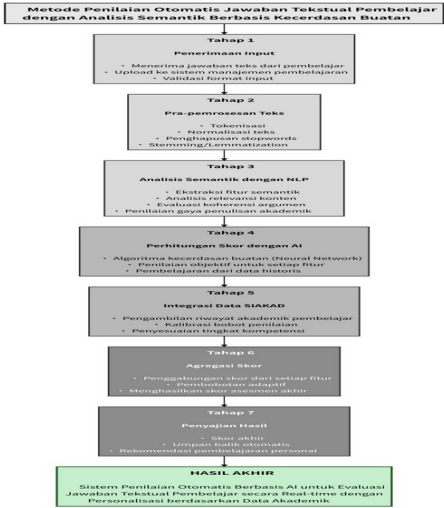 Metode Penilaian Otomatis Jawaban Tekstual Pembelajar
dengan Analisis Semantik Berbasis Kecerdasan Buatan
Tahap 1
Penerimaan Input
• Menerima jawaban teks dari pembelajar
• Upload ke sistem manajemen pembelajaran
• Validasi format input
Tahap 2
Pra-pemrosesan Teks
• Tokenisasi
• Normalisasi teks
• Penghapusan stopwords
• Stemming/Lemmatization
Tahap 3
Analisis Semantik dengan NLP
• Ekstraksi fitur semantik
• Analisis relevansi konten
• Evaluasi koherensi argumen
• Penilaian gaya penulisan akademik
Tahap 4
Perhitungan Skor dengan AI
• Algoritma kecerdasan buatan (Neural Network)
• Penilaian objektif untuk setiap fitur
• Pembelajaran dari data historis
Tahap 5
Integrasi Data SIAKAD
• Pengambilan riwayat akademik pembelajar
• Kalibrasi bobot penilaian
• Penyesuaian tingkat kompetensi
Tahap 6
Agregasi Skor
• Penggabungan skor dari setiap fitur
• Pembobotan adaptif
• Menghasilkan skor asesmen akhir
Tahap 7
Penyajian Hasil
• Skor akhir
• Umpan balik otomatis
• Rekomendasi pembelajaran personal
HASIL AKHIR
Sistem Penilaian Otomatis Berbasis AI untuk Evaluasi
Jawaban Tekstual Pembelajar secara Real-time dengan
Personalisasi berdasarkan Data Akademik